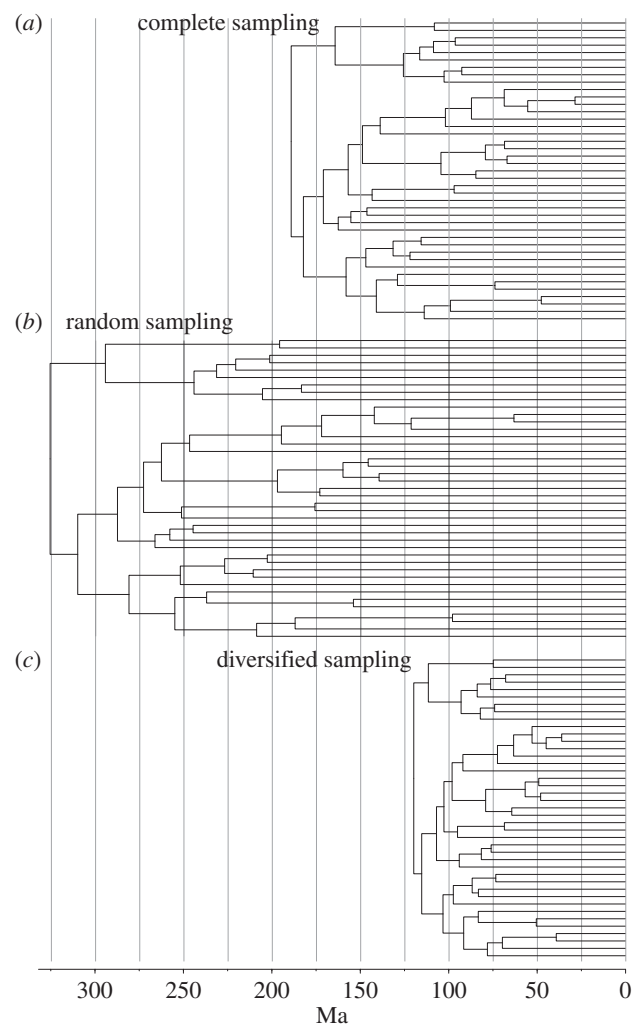 (a) complete sampling
(b) random sampling
(c) diversified sampling
300 250 200 150 100 50 0
Ma